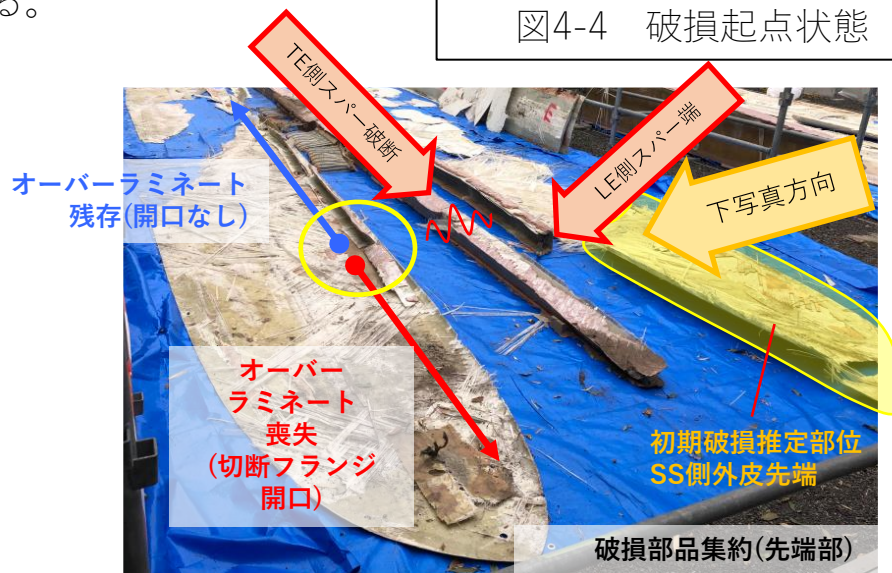 る。
図4-4 破損起点状態
TE側スパー破断
LE側スパー端
下写真方向
オーバーラミネート
残存(開口なし)
オーバー
ラミネート
喪失
(切断フランジ
開口)
初期破損推定部位
SS側外皮先端
破損部品集約(先端部)